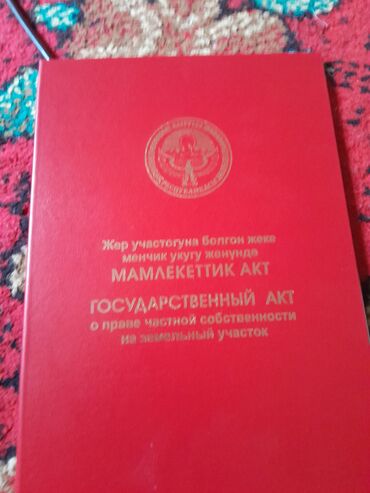 Жер участогуна болгон жеке
менчик укугу жөнүндө
МАМЛЕКЕТТИК АКТ
ГОСУДАРСТВЕННЫЙ АКТ
о праве частной собственности
на земельный участок